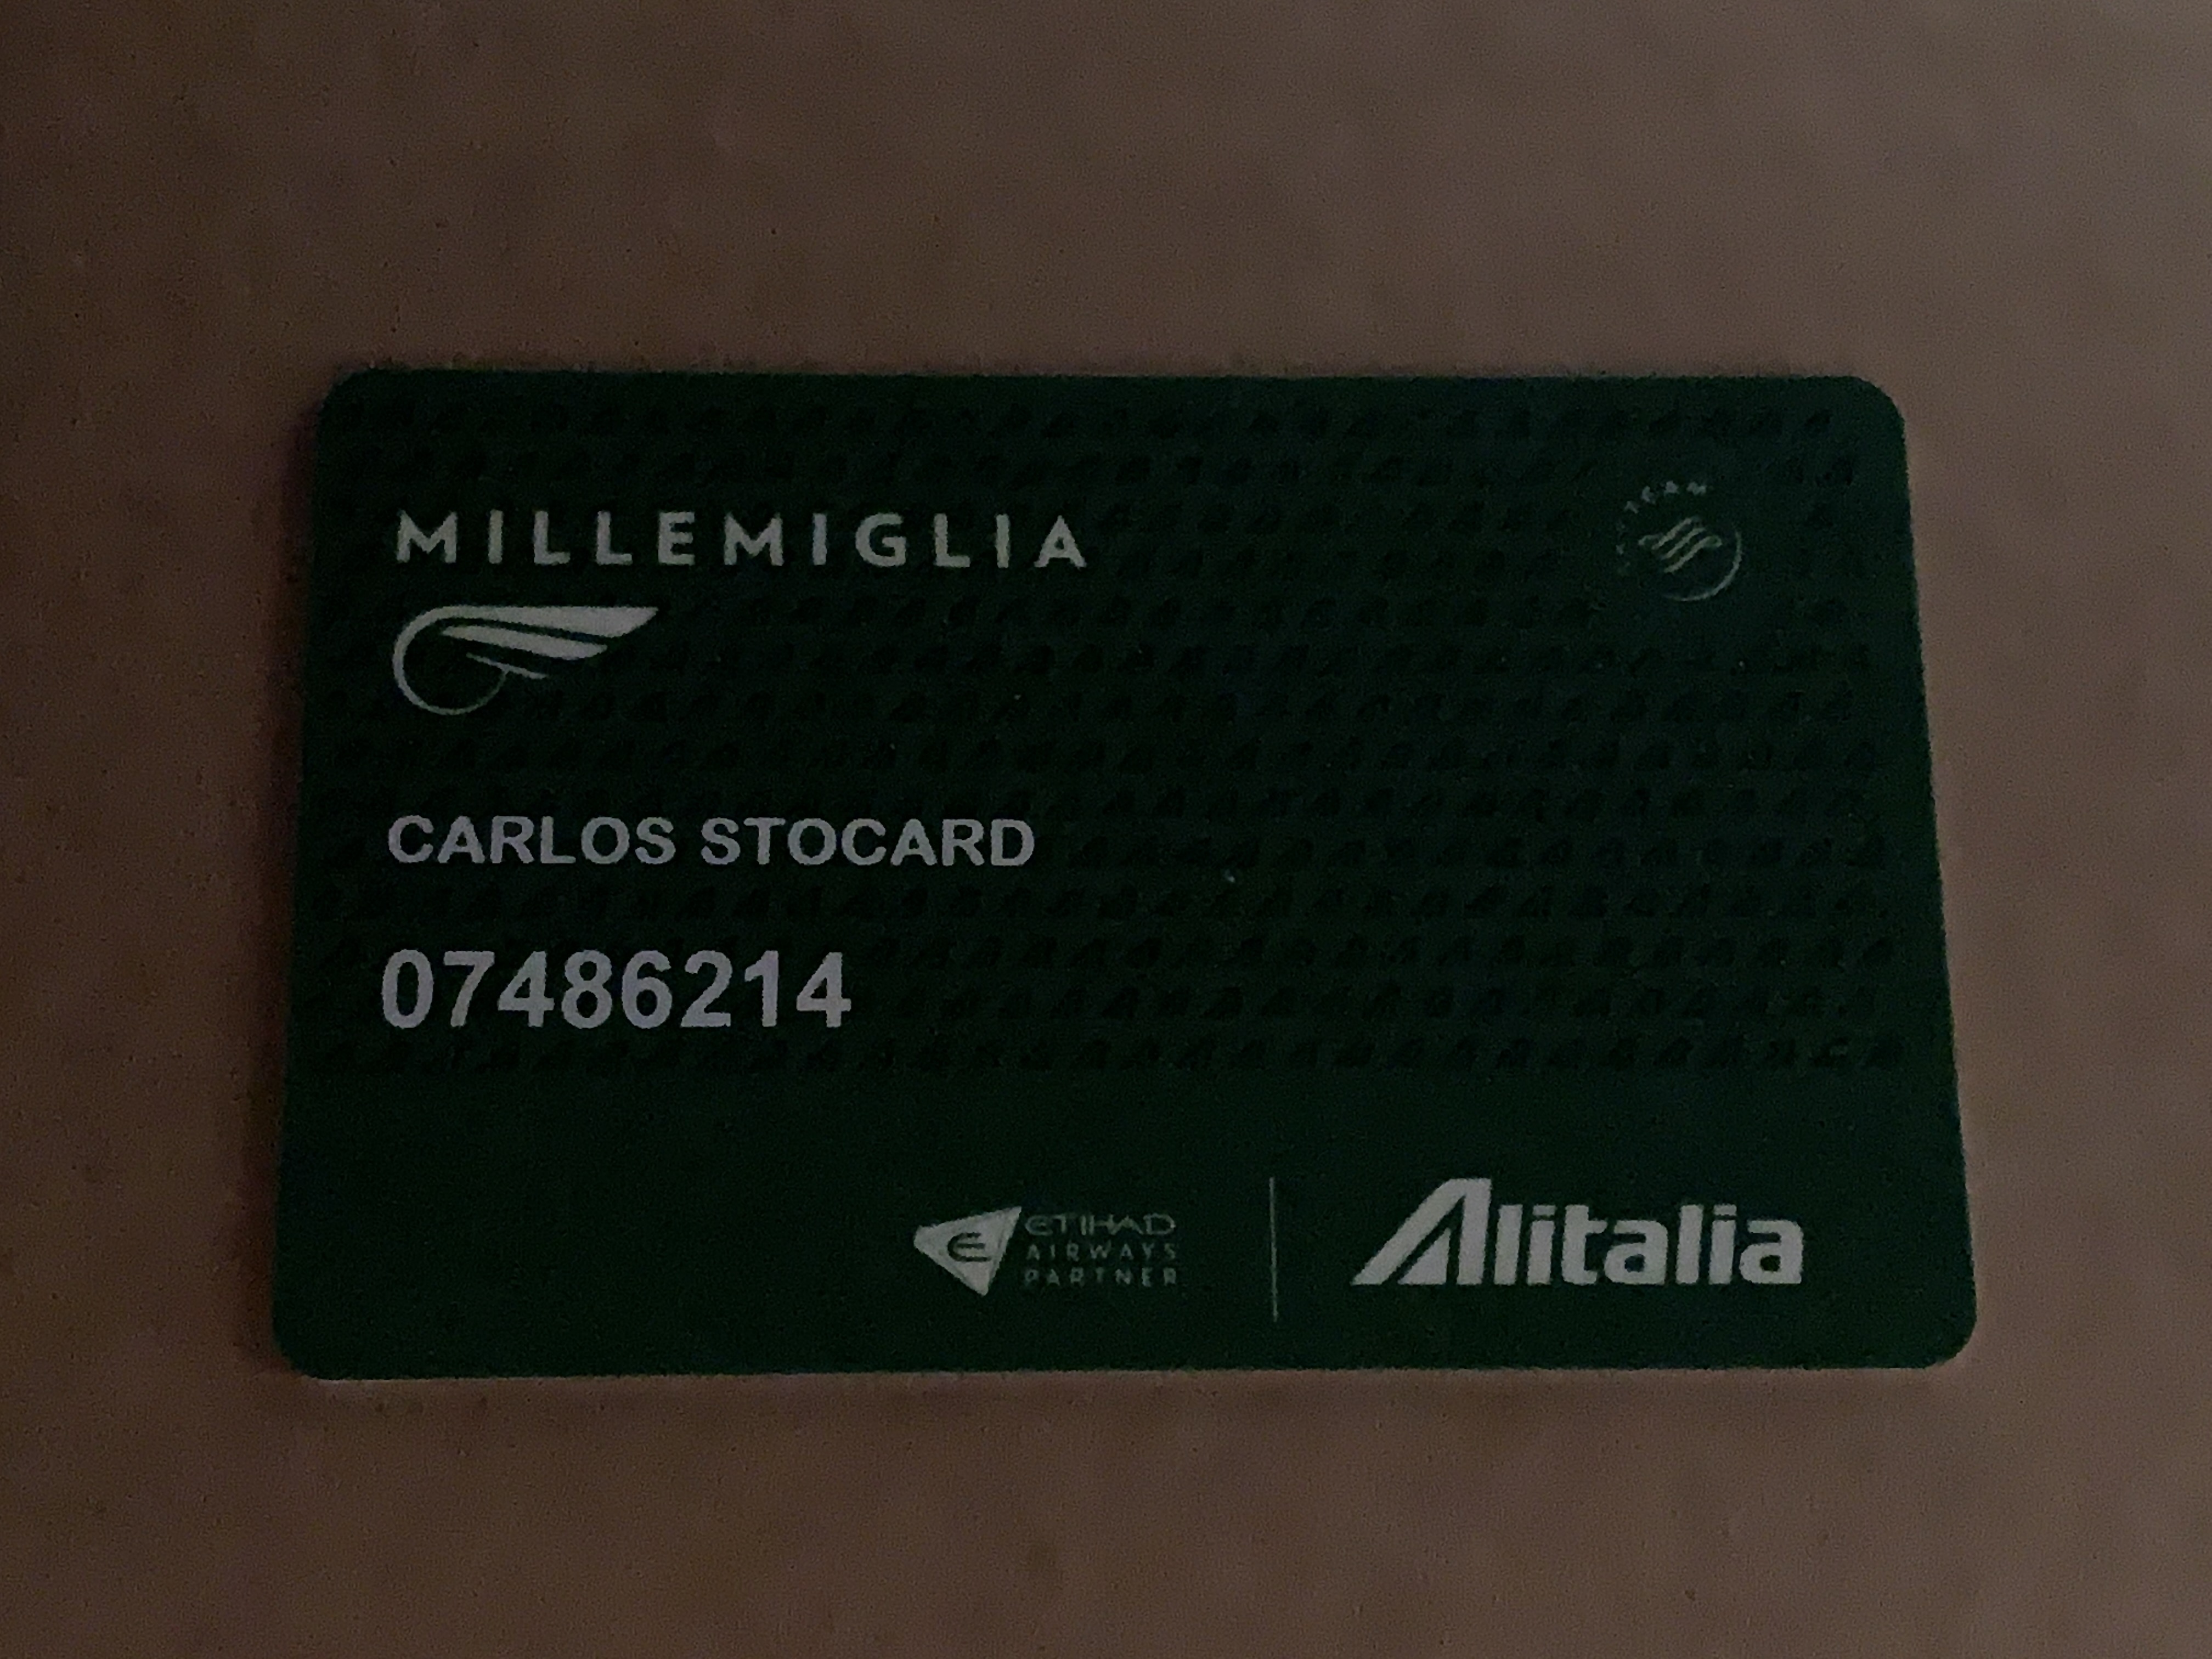 MILLEMIGLIA
CARLOS STOCARD
07486214
ETIHAD
AIRWAYS
PARTNER
Alitalia